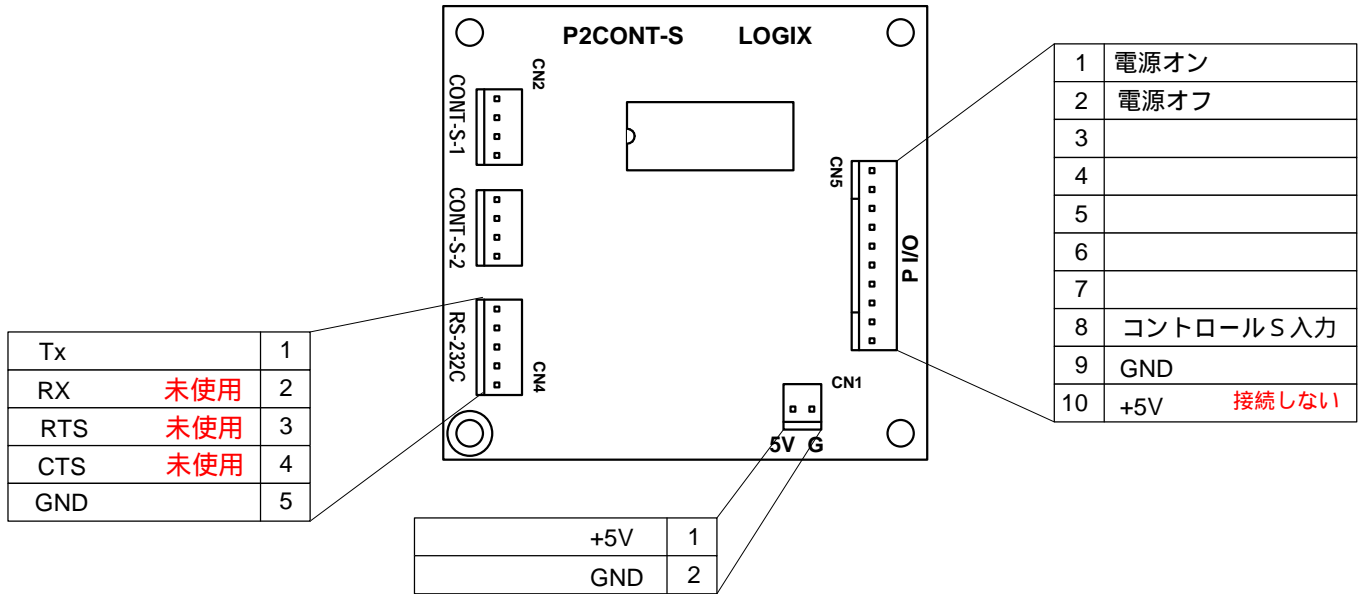 P2CONT-S LOGIX
CN2
CONT-S-1
CONT-S-2
RS-232C
CN4
CN5
P I/O
CN1
5V G
1 電源オン
2 電源オフ
3
4
5
6
7
8 コントロールS入力
9 GND
10 +5V 接続しない
Tx 1
RX 未使用 2
RTS 未使用 3
CTS 未使用 4
GND 5
+5V 1
GND 2